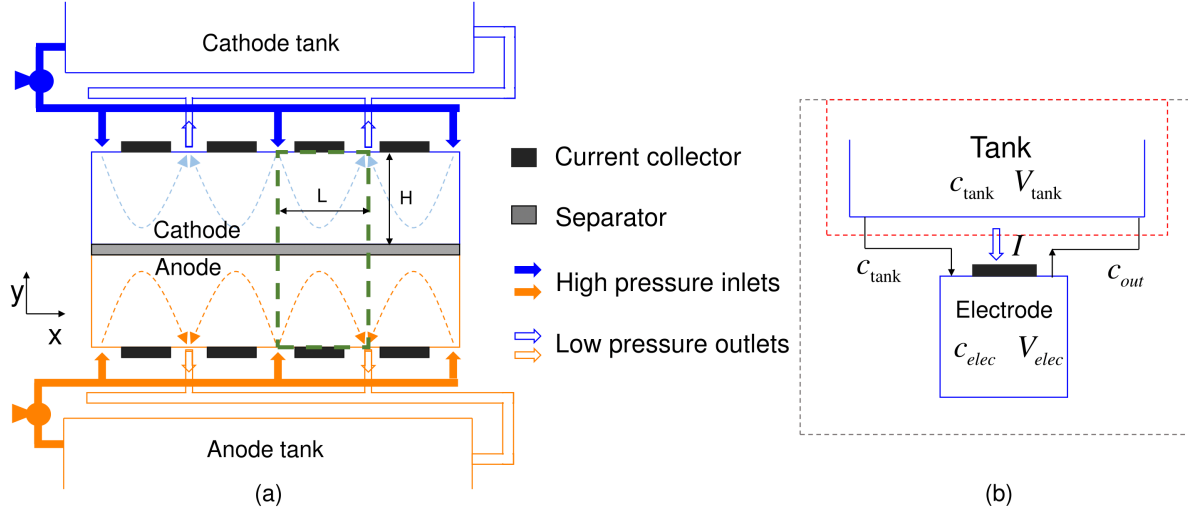 Cathode tank
L
H
Cathode
Anode
y
x
Anode tank
(a)
Current collector
Separator
High pressure inlets
Low pressure outlets
Tank
c_tank V_tank
I
c_tank
c_out
Electrode
c_elec V_elec
(b)